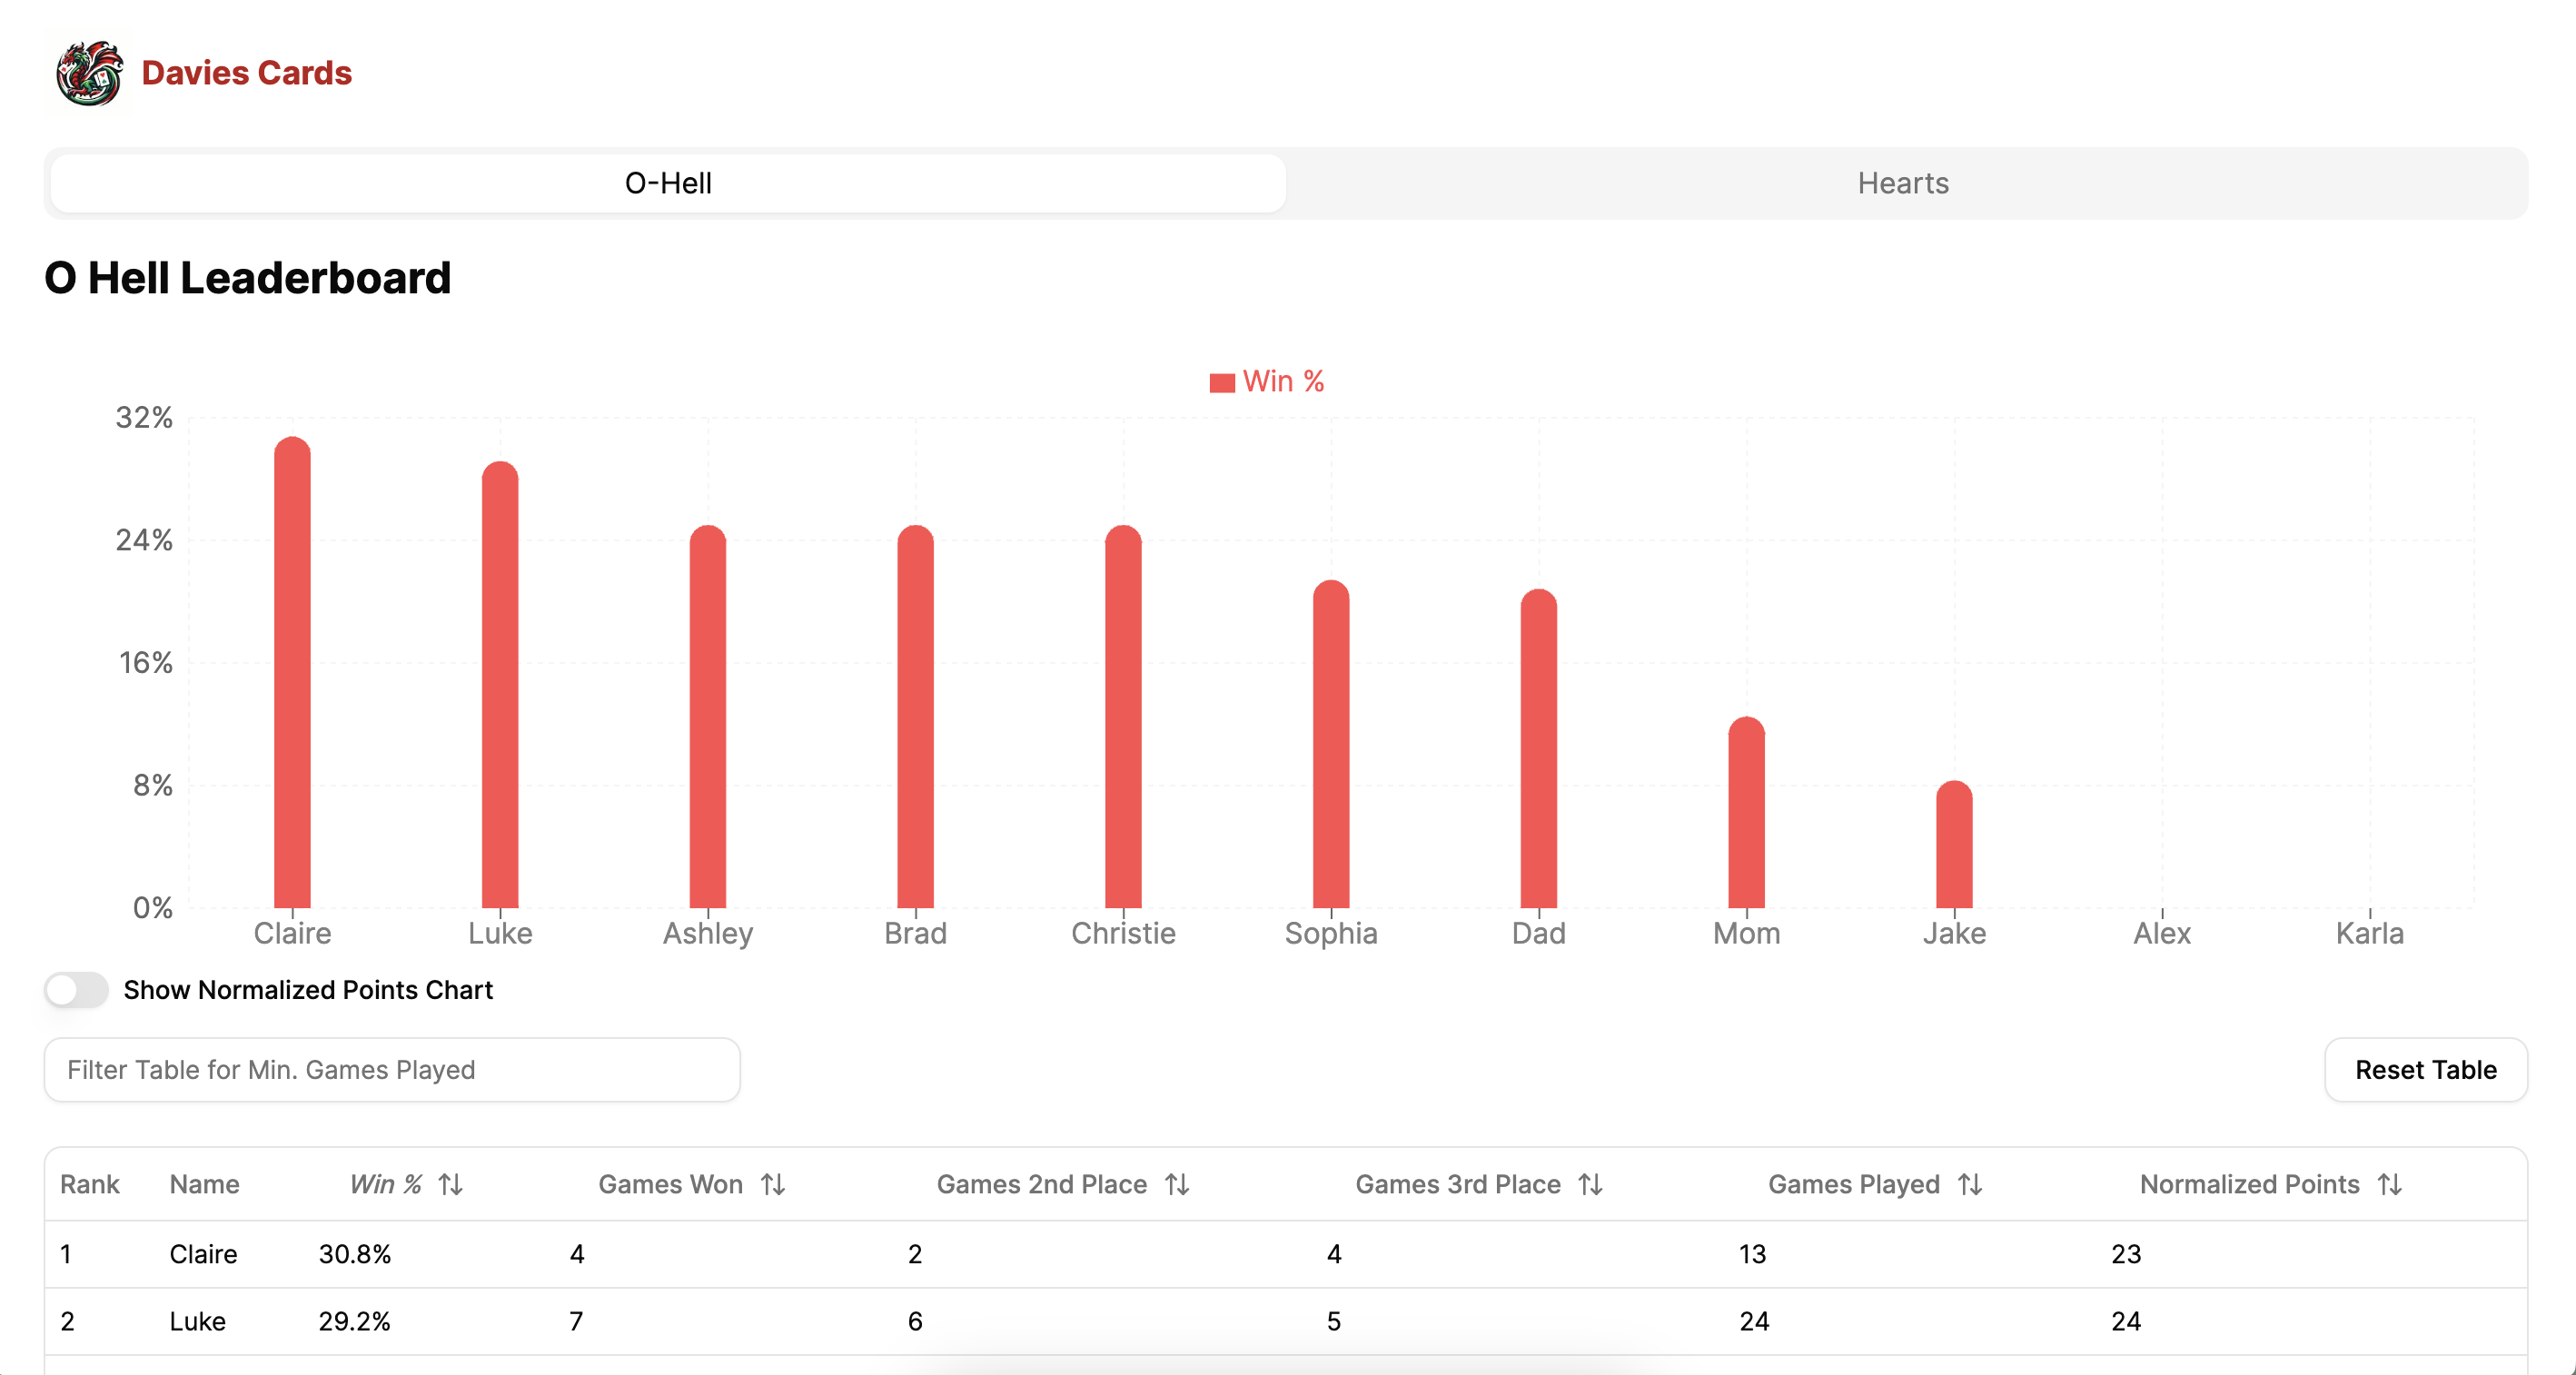 Davies Cards
O-Hell Hearts
O Hell Leaderboard
Win %
32%
24%
16%
8%
0%
Claire Luke Ashley Brad Christie Sophia Dad Mom Jake Alex Karla
Show Normalized Points Chart
Filter Table for Min. Games Played Reset Table
Rank Name Win % Games Won Games 2nd Place Games 3rd Place Games Played Normalized Points
1 Claire 30.8% 4 2 4 13 23
2 Luke 29.2% 7 6 5 24 24